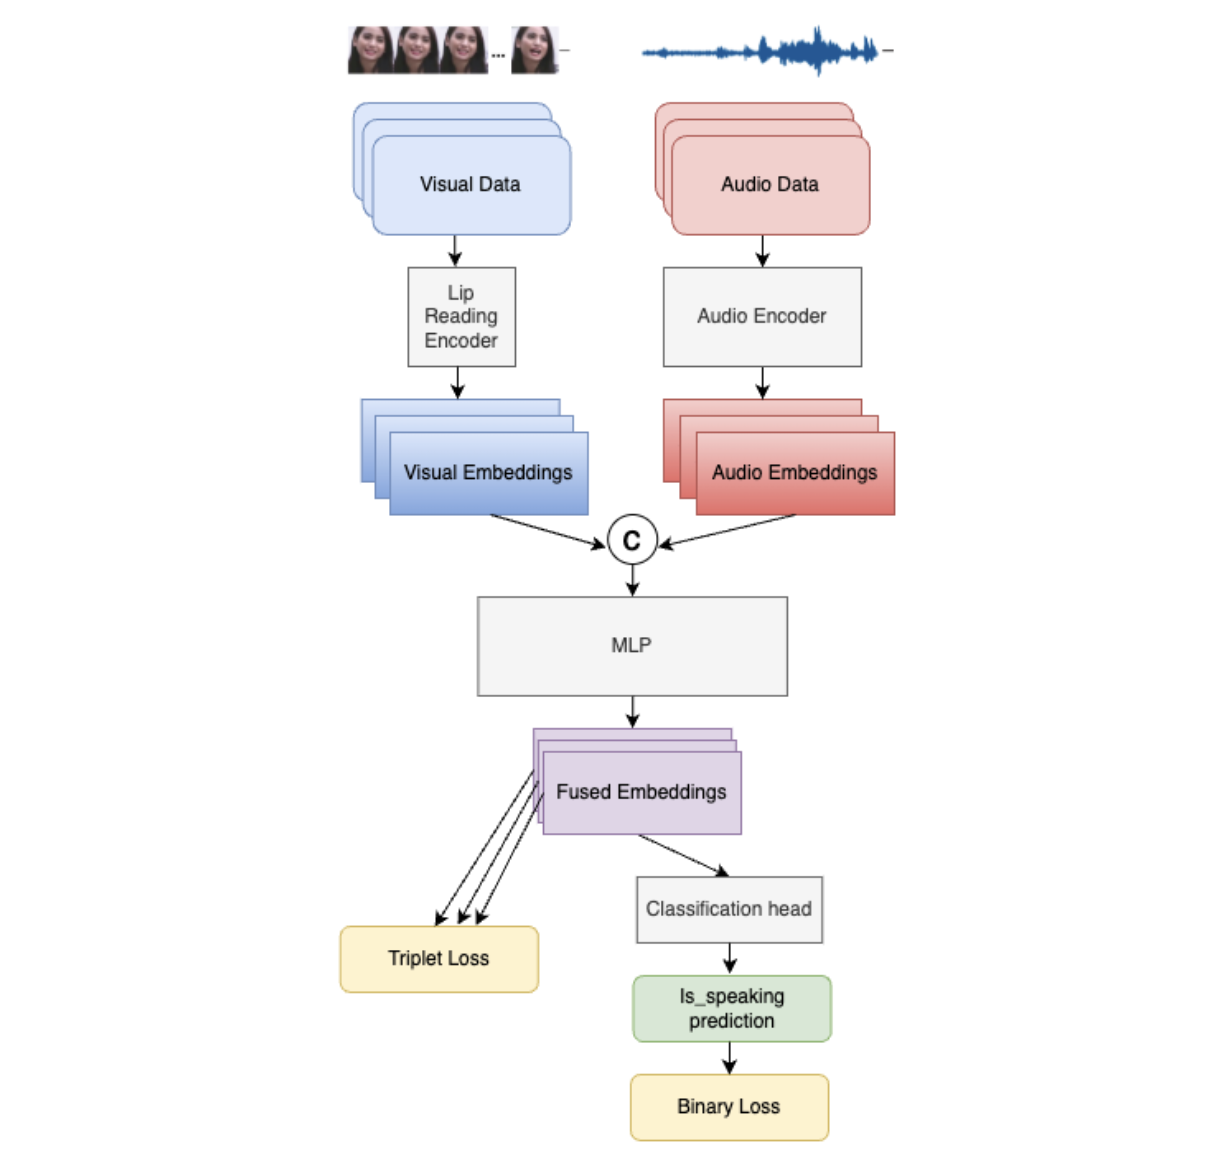 ...
Visual Data
Audio Data
Lip
Reading
Encoder
Audio Encoder
Visual Embeddings
Audio Embeddings
C
MLP
Fused Embeddings
Classification head
Triplet Loss
Is_speaking
prediction
Binary Loss